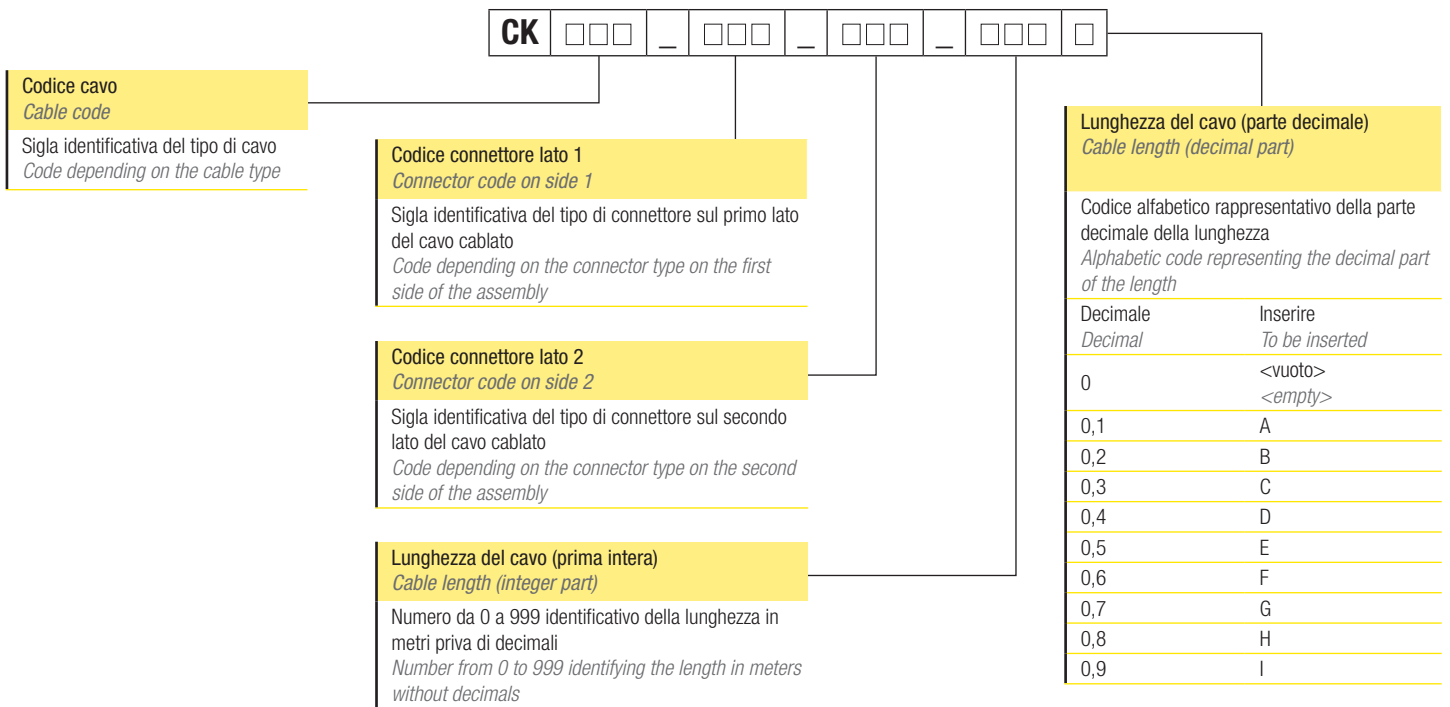 CK □□□ _ □□□ _ □□□ _ □□□ □
Codice cavo
Cable code
Sigla identificativa del tipo di cavo
Code depending on the cable type
Codice connettore lato 1
Connector code on side 1
Sigla identificativa del tipo di connettore sul primo lato
del cavo cablato
Code depending on the connector type on the first
side of the assembly
Codice connettore lato 2
Connector code on side 2
Sigla identificativa del tipo di connettore sul secondo
lato del cavo cablato
Code depending on the connector type on the second
side of the assembly
Lunghezza del cavo (prima intera)
Cable length (integer part)
Numero da 0 a 999 identificativo della lunghezza in
metri priva di decimali
Number from 0 to 999 identifying the length in meters
without decimals
Lunghezza del cavo (parte decimale)
Cable length (decimal part)
Codice alfabetico rappresentativo della parte
decimale della lunghezza
Alphabetic code representing the decimal part
of the length
Decimale Inserire
Decimal To be inserted
0 <vuoto>
<empty>
0,1 A
0,2 B
0,3 C
0,4 D
0,5 E
0,6 F
0,7 G
0,8 H
0,9 I